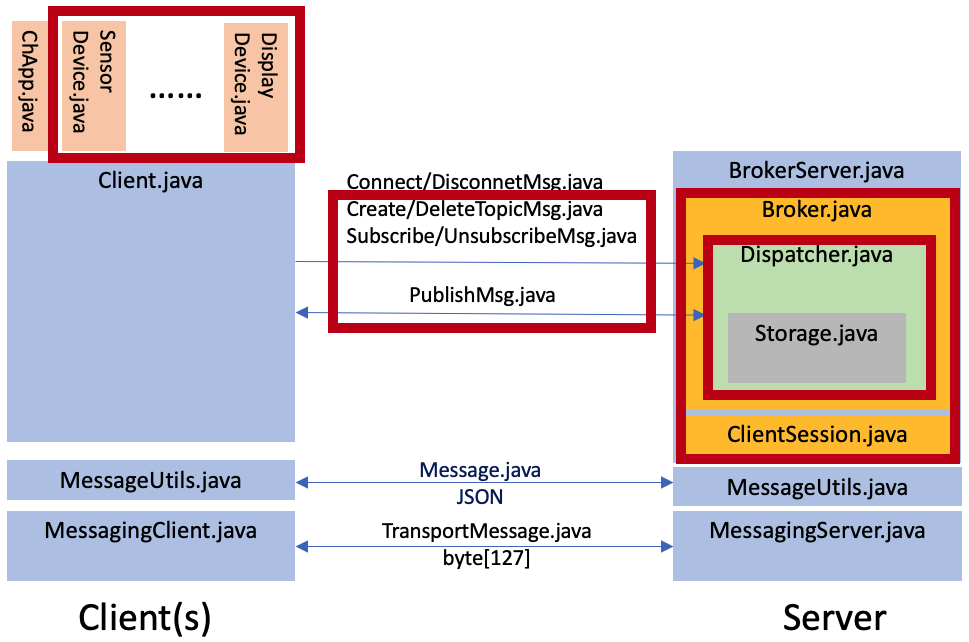 ChApp.java
Sensor
Device.java
......
Display
Device.java
Client.java
Connect/DisconnetMsg.java
Create/DeleteTopicMsg.java
Subscribe/UnsubscribeMsg.java
PublishMsg.java
BrokerServer.java
Broker.java
Dispatcher.java
Storage.java
ClientSession.java
MessageUtils.java
Message.java
JSON
MessageUtils.java
MessagingClient.java
TransportMessage.java
byte[127]
MessagingServer.java
Client(s)
Server